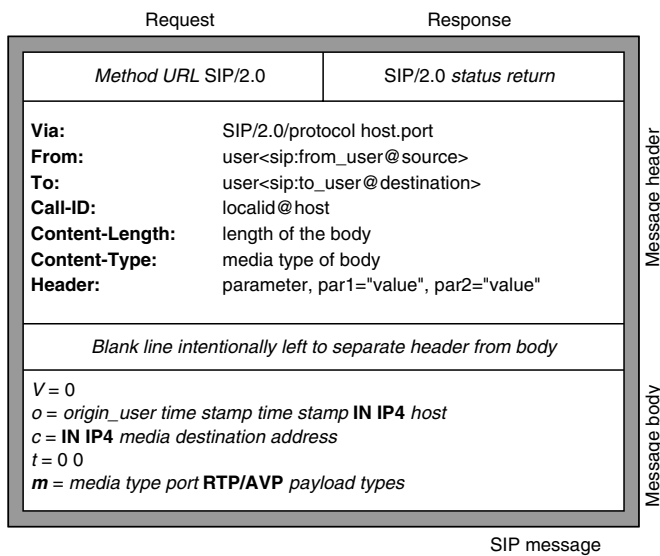 Request Response
Method URL SIP/2.0 SIP/2.0 status return
Via: SIP/2.0/protocol host.port
From: user<sip:from_user@source>
To: user<sip:to_user@destination>
Call-ID: localid@host
Content-Length: length of the body
Content-Type: media type of body
Header: parameter, par1="value", par2="value"
Message header
Blank line intentionally left to separate header from body
V = 0
o = origin_user time stamp time stamp IN IP4 host
c = IN IP4 media destination address
t = 0 0
m = media type port RTP/AVP payload types
Message body
SIP message